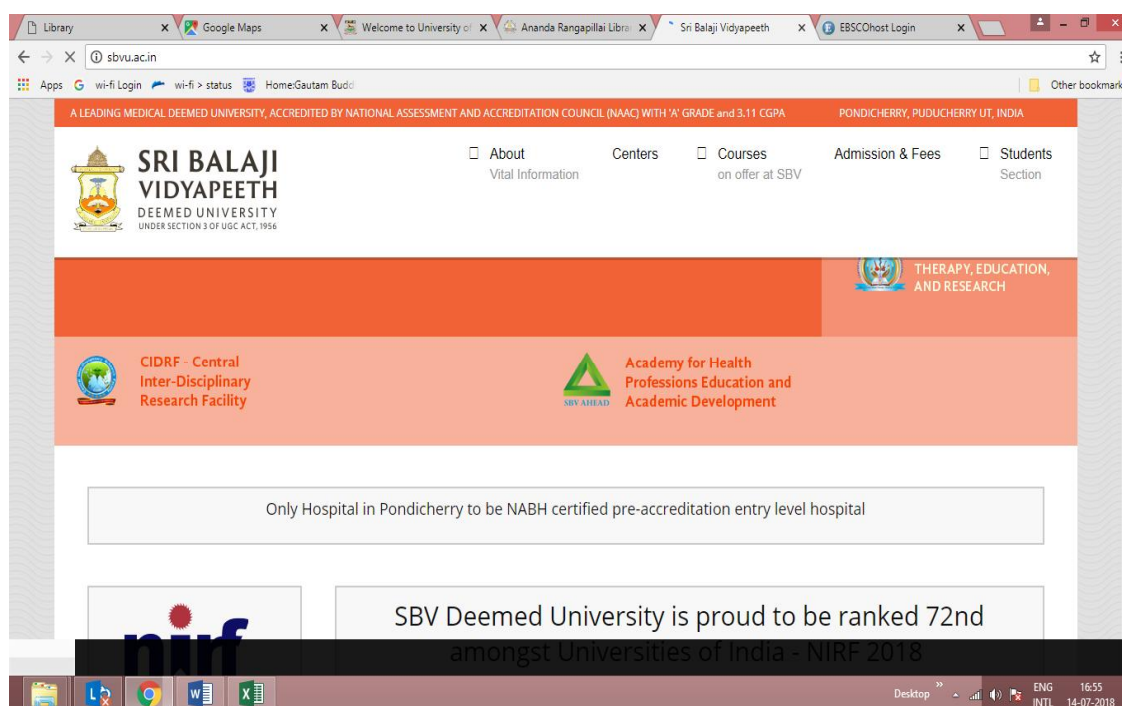 Library
Google Maps
Welcome to University of
Ananda Rangapillai Librar
Sri Balaji Vidyapeeth
EBSCOhost Login
sbvu.ac.in
Apps
wi-fi Login
wi-fi > status
Home:Gautam Budd
Other bookmark
A LEADING MEDICAL DEEMED UNIVERSITY, ACCREDITED BY NATIONAL ASSESSMENT AND ACCREDITATION COUNCIL (NAAC) WITH 'A' GRADE and 3.11 CGPA
PONDICHERRY, PUDUCHERRY UT, INDIA
SRI BALAJI
VIDYAPEETH
DEEMED UNIVERSITY
UNDER SECTION 3 OF UGC ACT, 1956
About
Vital Information
Centers
Courses
on offer at SBV
Admission & Fees
Students
Section
THERAPY, EDUCATION,
AND RESEARCH
CIDRF - Central
Inter-Disciplinary
Research Facility
SBV AHEAD
Academy for Health
Professions Education and
Academic Development
Only Hospital in Pondicherry to be NABH certified pre-accreditation entry level hospital
nirf
SBV Deemed University is proud to be ranked 72nd
amongst Universities of India - NIRF 2018
Desktop
ENG
INTL
16:55
14-07-2018